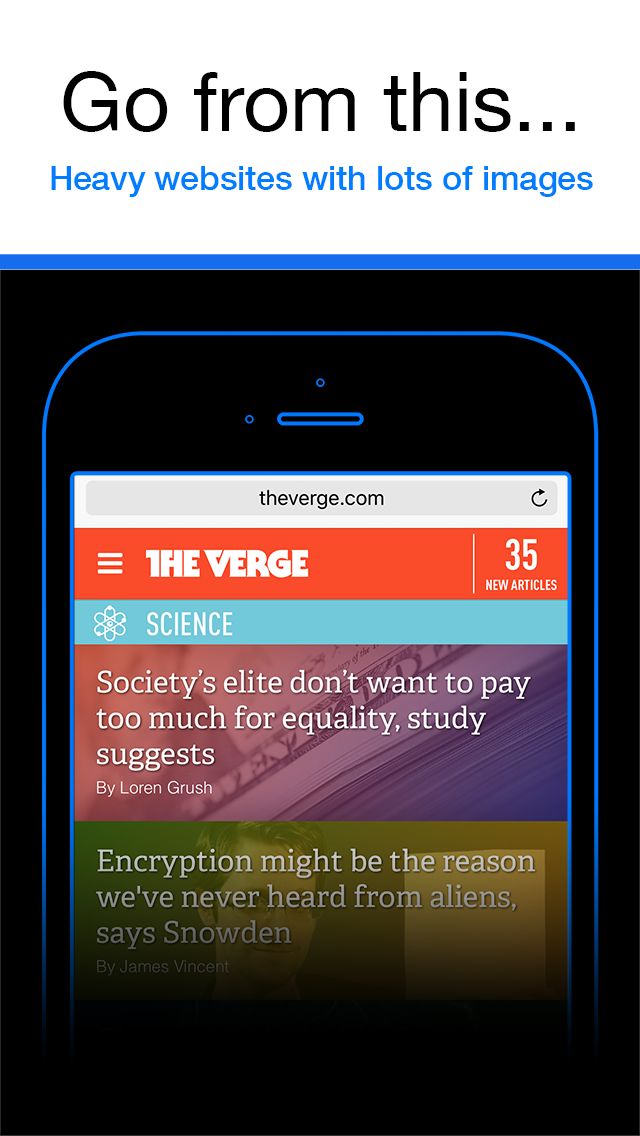 Go from this...
Heavy websites with lots of images
theverge.com
THE VERGE
35
NEW ARTICLES
SCIENCE
Society’s elite don’t want to pay
too much for equality, study
suggests
By Loren Grush
Encryption might be the reason
we've never heard from aliens,
says Snowden
By James Vincent